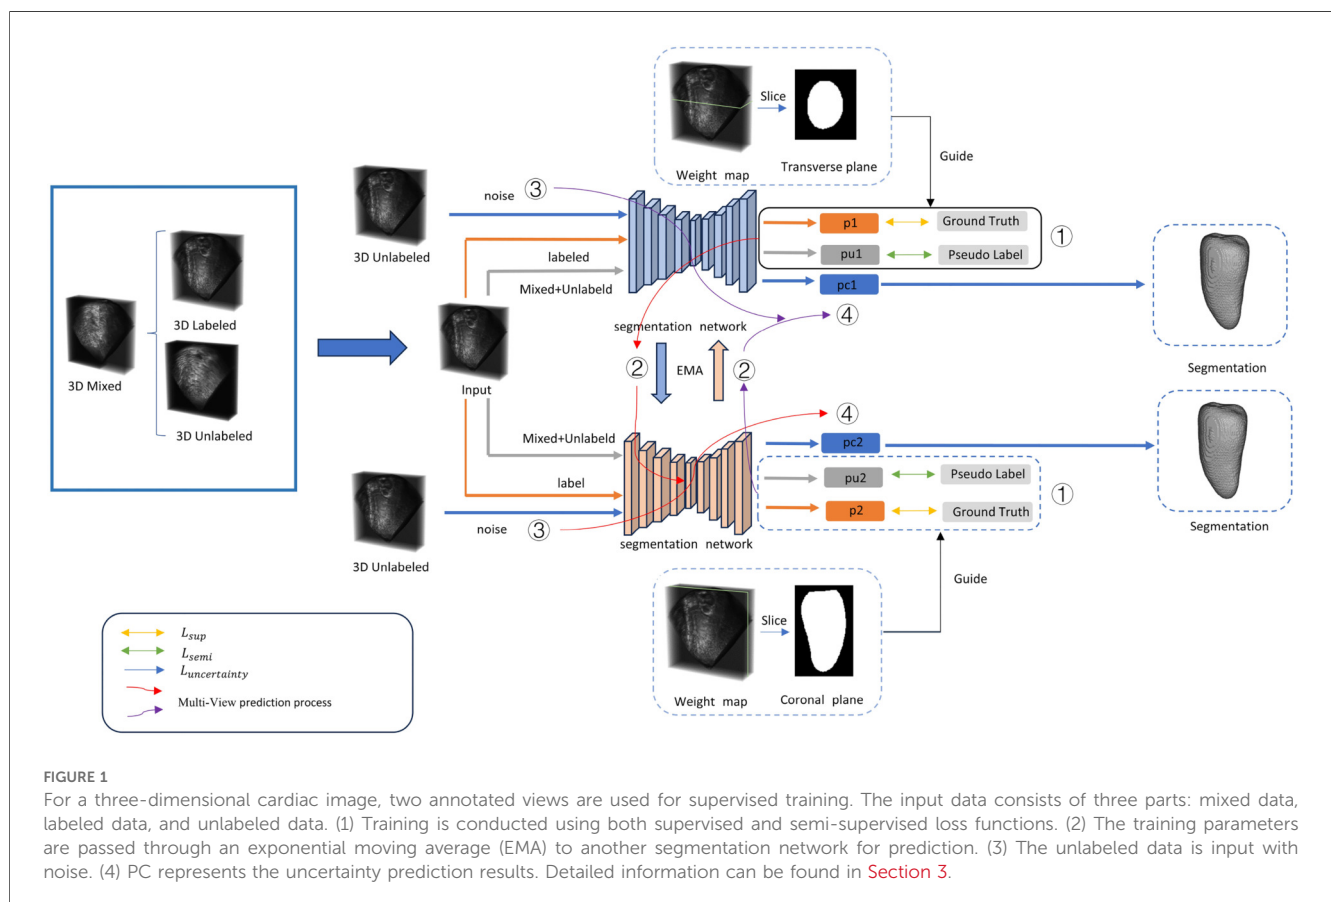 Slice
Weight map
Transverse plane
Guide
noise
③
3D Unlabeled
labeled
Mixed+Unlabeld
p1
Ground Truth
①
pu1
Pseudo Label
pc1
④
3D Labeled
3D Mixed
3D Unlabeled
Input
segmentation network
②
EMA
②
Segmentation
④
Mixed+Unlabeld
pc2
label
pu2
Pseudo Label
①
p2
Ground Truth
noise
③
segmentation network
3D Unlabeled
Segmentation
Guide
Slice
Weight map
Coronal plane
L_sup
L_semi
L_uncertainty
Multi-View prediction process
FIGURE 1
For a three-dimensional cardiac image, two annotated views are used for supervised training. The input data consists of three parts: mixed data,
labeled data, and unlabeled data. (1) Training is conducted using both supervised and semi-supervised loss functions. (2) The training parameters
are passed through an exponential moving average (EMA) to another segmentation network for prediction. (3) The unlabeled data is input with
noise. (4) PC represents the uncertainty prediction results. Detailed information can be found in Section 3.